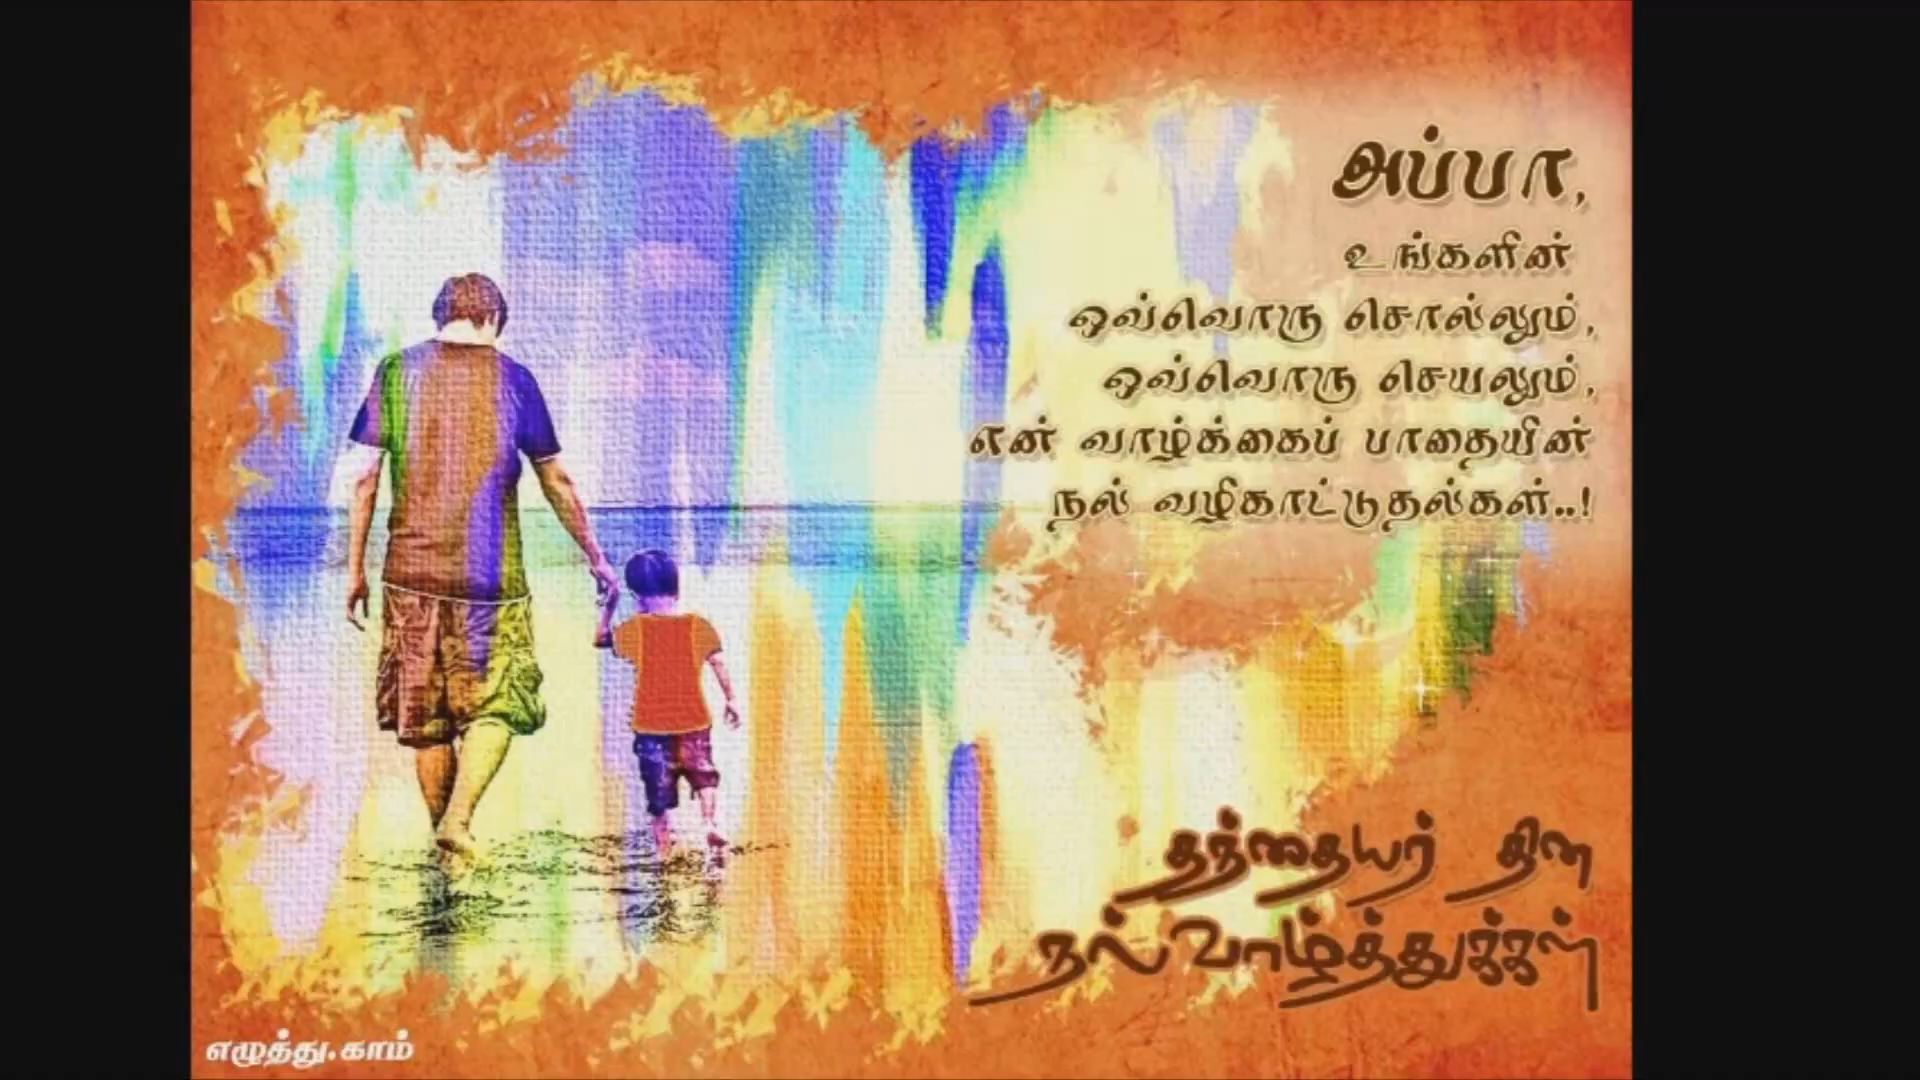 அப்பா,
உங்களின்
ஒவ்வொரு சொல்லும்,
ஒவ்வொரு செயலும்,
என் வாழ்க்கைப் பாதையின்
நல் வழிகாட்டுதல்கள்..!
தந்தையர் தின
நல்வாழ்த்துக்கள்
எழுத்து.காம்